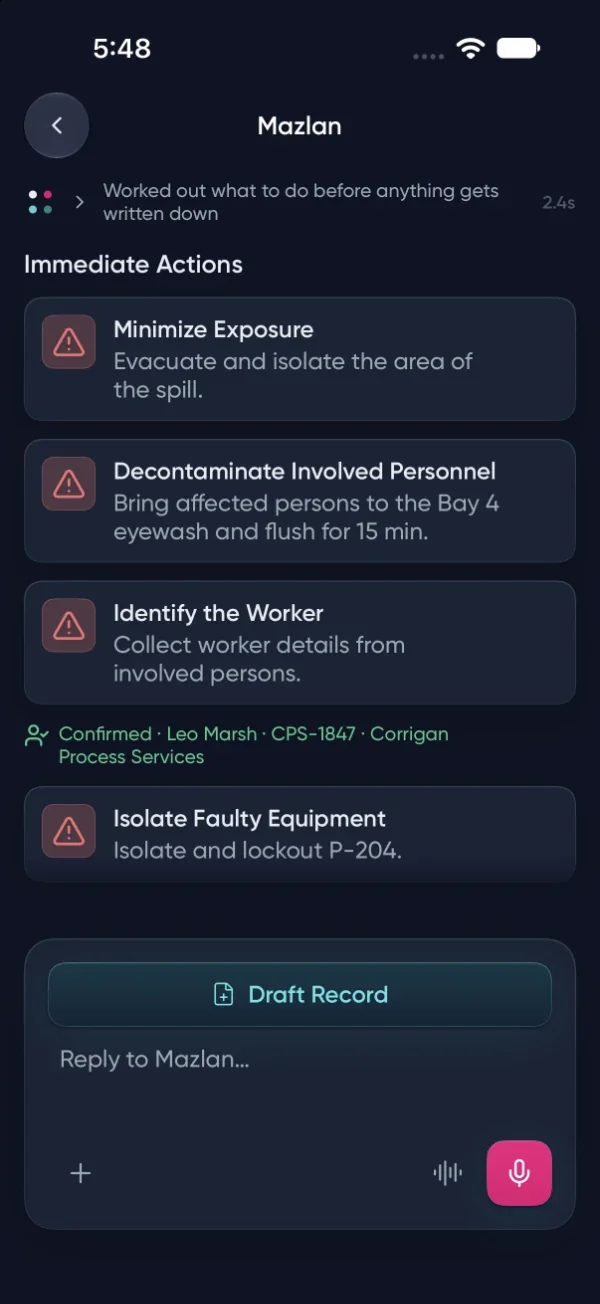 5:48
Mazlan
Worked out what to do before anything gets
written down
2.4s
Immediate Actions
Minimize Exposure
Evacuate and isolate the area of
the spill.
Decontaminate Involved Personnel
Bring affected persons to the Bay 4
eyewash and flush for 15 min.
Identify the Worker
Collect worker details from
involved persons.
Confirmed · Leo Marsh · CPS-1847 · Corrigan
Process Services
Isolate Faulty Equipment
Isolate and lockout P-204.
Draft Record
Reply to Mazlan...